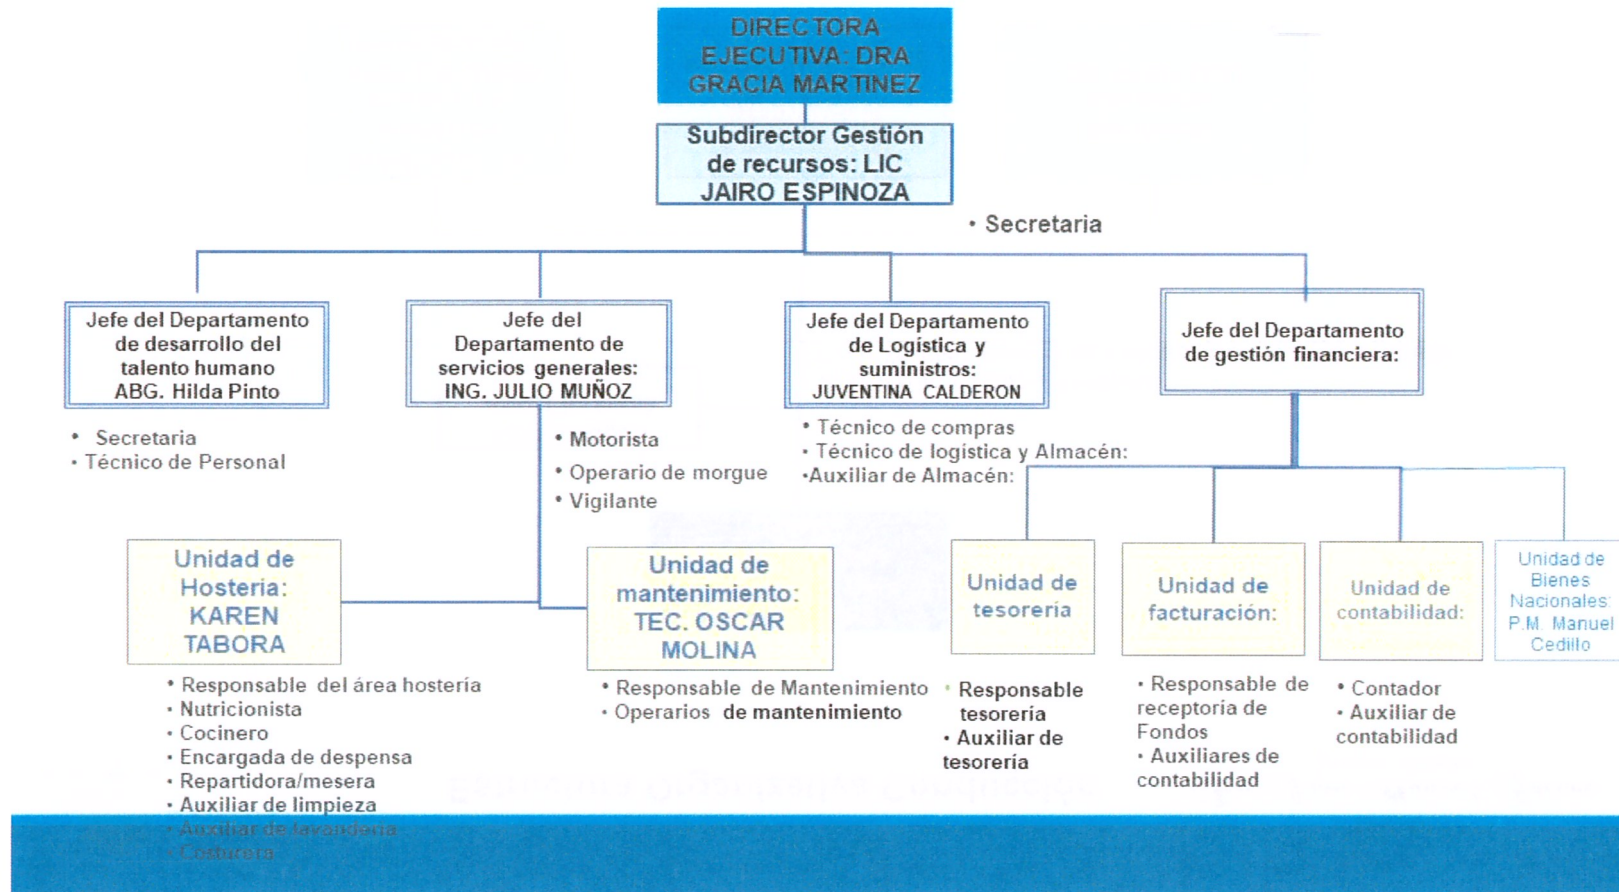 DIRECTORA
EJECUTIVA: DRA
GRACIA MARTINEZ
Subdirector Gestión
de recursos: LIC
JAIRO ESPINOZA
• Secretaria
Jefe del Departamento
de desarrollo del
talento humano
ABG. Hilda Pinto
• Secretaria
• Técnico de Personal
Jefe del
Departamento de
servicios generales:
ING. JULIO MUÑOZ
• Motorista
• Operario de morgue
• Vigilante
Jefe del Departamento
de Logística y
suministros:
JUVENTINA CALDERON
• Técnico de compras
• Técnico de logística y Almacén:
•Auxiliar de Almacén:
Jefe del Departamento
de gestión financiera:
Unidad de
Hosteria:
KAREN
TABORA
• Responsable del área hostería
• Nutricionista
• Cocinero
• Encargada de despensa
• Repartidora/mesera
• Auxiliar de limpieza
• Auxiliar de lavandería
• Costurera
Unidad de
mantenimiento:
TEC. OSCAR
MOLINA
• Responsable de Mantenimiento
• Operarios de mantenimiento
Unidad de
tesorería
• Responsable
tesorería
• Auxiliar de
tesorería
Unidad de
facturación:
• Responsable de
receptoría de
Fondos
• Auxiliares de
contabilidad
Unidad de
contabilidad:
• Contador
• Auxiliar de
contabilidad
Unidad de
Bienes
Nacionales:
P.M. Manuel
Cedillo